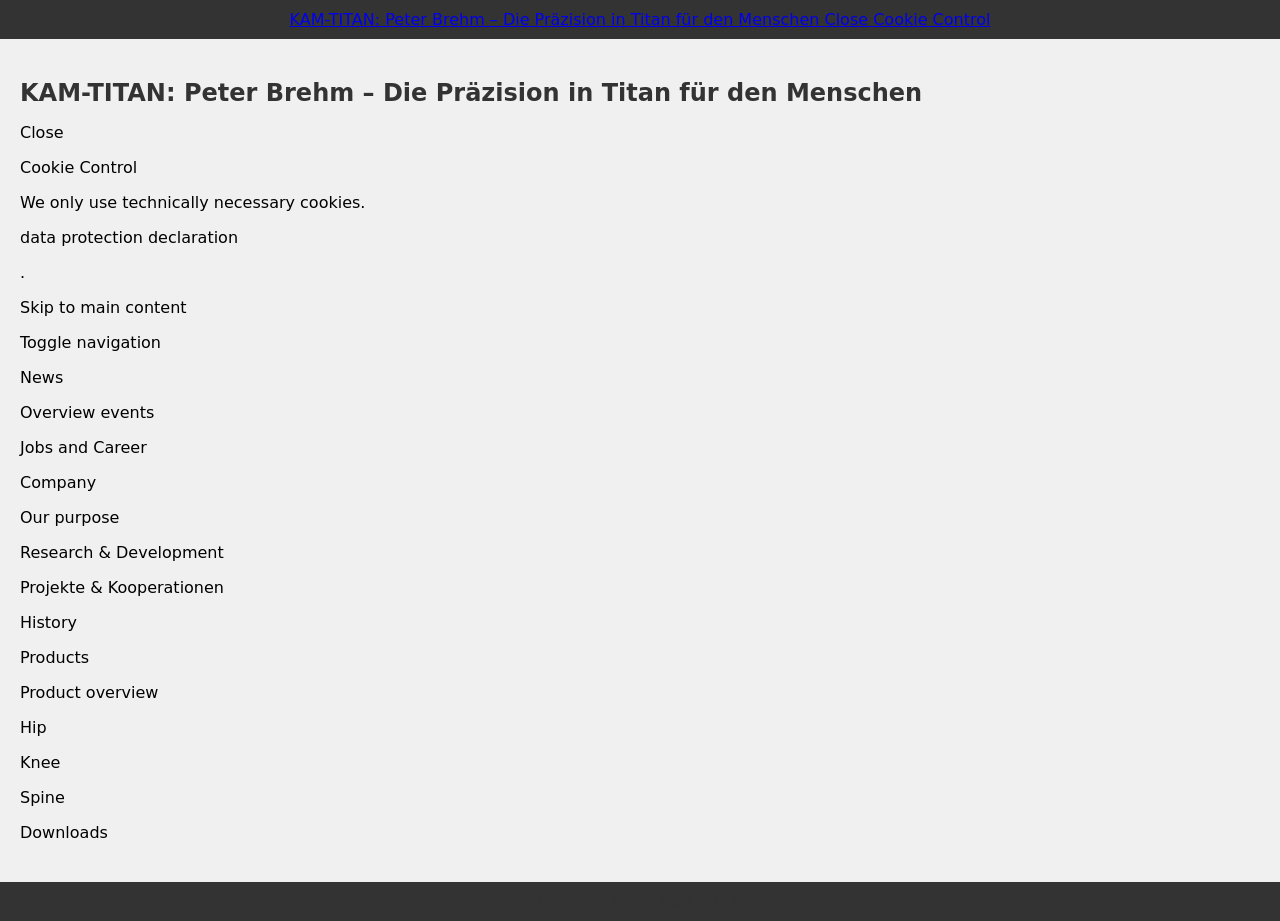 KAM-TITAN: Peter Brehm – Die Präzision in Titan für den Menschen Close Cookie Control
KAM-TITAN: Peter Brehm – Die Präzision in Titan für den Menschen
Close
Cookie Control
We only use technically necessary cookies.
data protection declaration
.
Skip to main content
Toggle navigation
News
Overview events
Jobs and Career
Company
Our purpose
Research & Development
Projekte & Kooperationen
History
Products
Product overview
Hip
Knee
Spine
Downloads